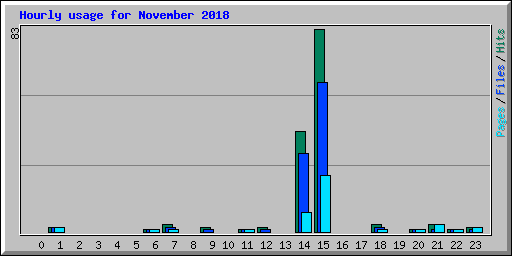 Hourly usage for November 2018
83
Pages/Files/Hits
0 1 2 3 4 5 6 7 8 9 10 11 12 13 14 15 16 17 18 19 20 21 22 23